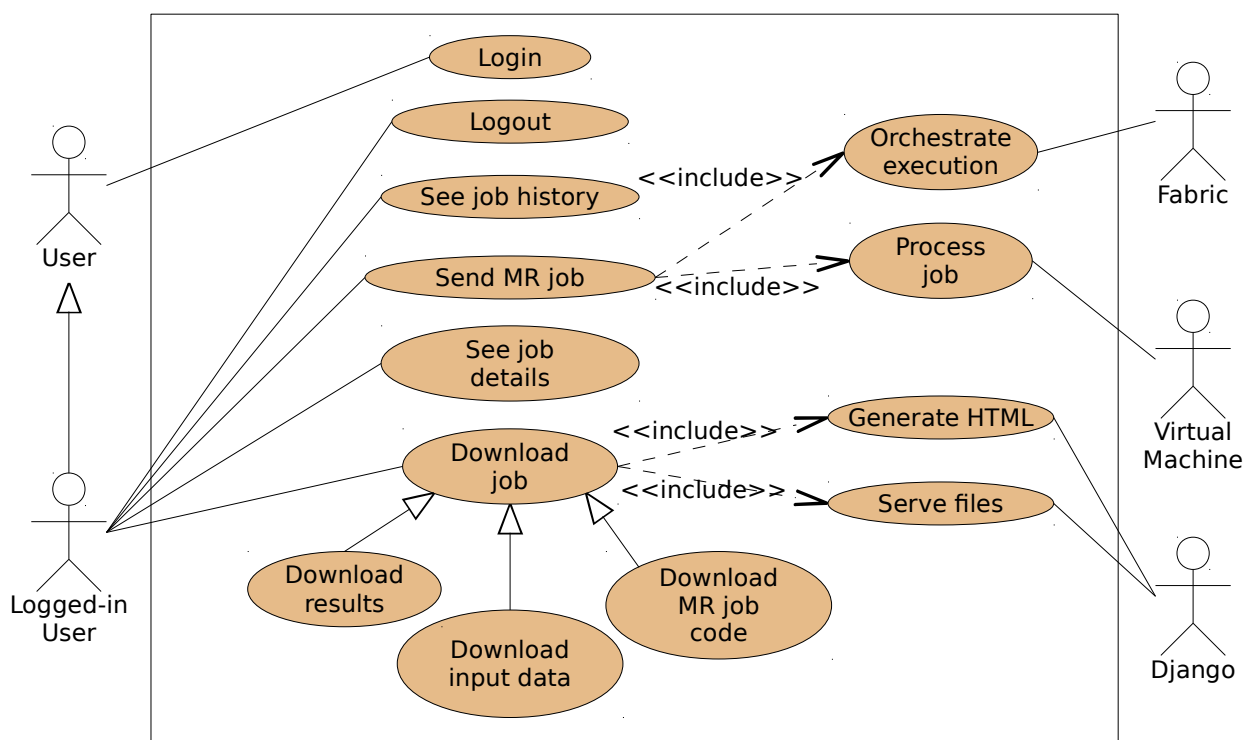 Login
Logout
Orchestrate
execution
<<include>>
See job history
Fabric
User
Process
job
Send MR job
<<include>>
See job
details
Generate HTML
<<include>>
Virtual
Machine
Download
job
<<include>>
Serve files
Download
results
Download
MR job
code
Logged-in
User
Download
input data
Django